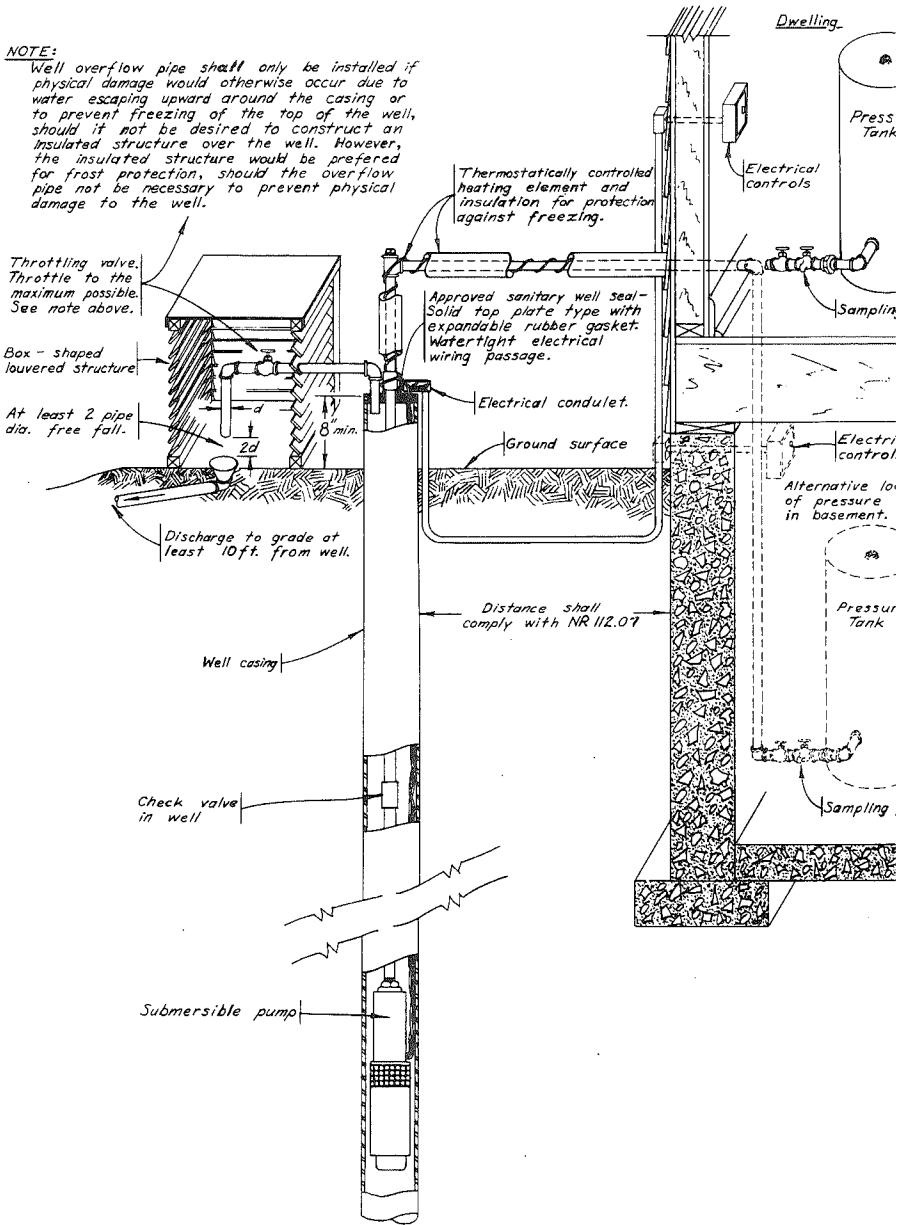 Dwelling
NOTE:
Well overflow pipe shall only be installed if
physical damage would otherwise occur due to
water escaping upward around the casing or
to prevent freezing of the top of the well,
should it not be desired to construct an
insulated structure over the well. However,
the insulated structure would be prefered
for frost protection, should the overflow
pipe not be necessary to prevent physical
damage to the well.
Press
Tank
Electrical
controls
Thermostatically controlled
heating element and
insulation for protection
against freezing.
Throttling valve.
Throttle to the
maximum possible.
See note above.
Approved sanitary well seal-
Solid top plate type with
expandable rubber gasket.
Watertight electrical
wiring passage.
Sampling
Box - shaped
louvered structure
Electrical condulet.
At least 2 pipe
dia. free fall.
d
8" min.
2d
Ground surface
Electri
control
Alternative lo
of pressure
in basement.
Discharge to grade at
least 10 ft. from well.
Distance shall
comply with NR 112.07
Pressur
Tank
Well casing
Check valve
in well
Sampling
Submersible pump